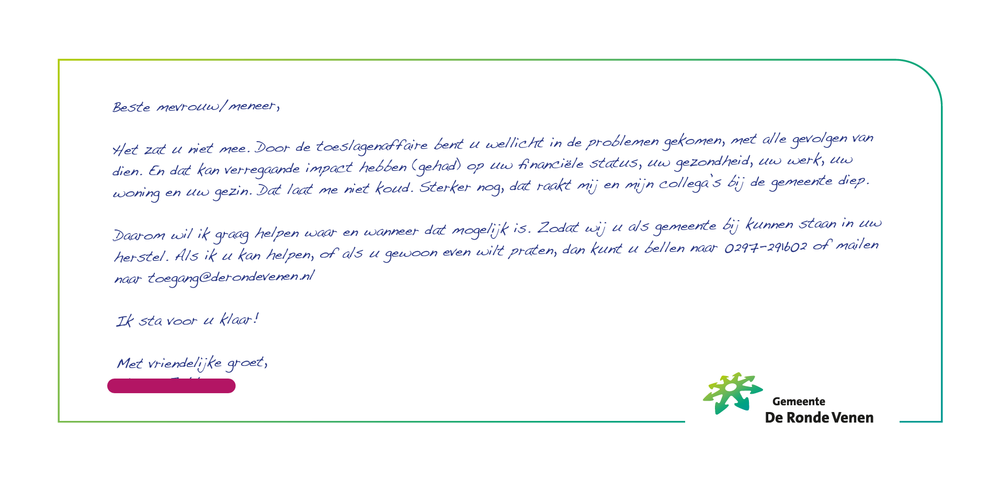 Beste mevrouw/meneer,
Het zat u niet mee. Door de toeslagenaffaire bent u wellicht in de problemen gekomen, met alle gevolgen van
dien. En dat kan verregaande impact hebben (gehad) op uw financiële status, uw gezondheid, uw werk, uw
woning en uw gezin. Dat laat me niet koud. Sterker nog, dat raakt mij en mijn collega's bij de gemeente diep.
Daarom wil ik graag helpen waar en wanneer dat mogelijk is. Zodat wij u als gemeente bij kunnen staan in uw
herstel. Als ik u kan helpen, of als u gewoon even wilt praten, dan kunt u bellen naar 0297-291602 of mailen
naar toegang@derondevenen.nl
Ik sta voor u klaar!
Met vriendelijke groet,
Gemeente
De Ronde Venen